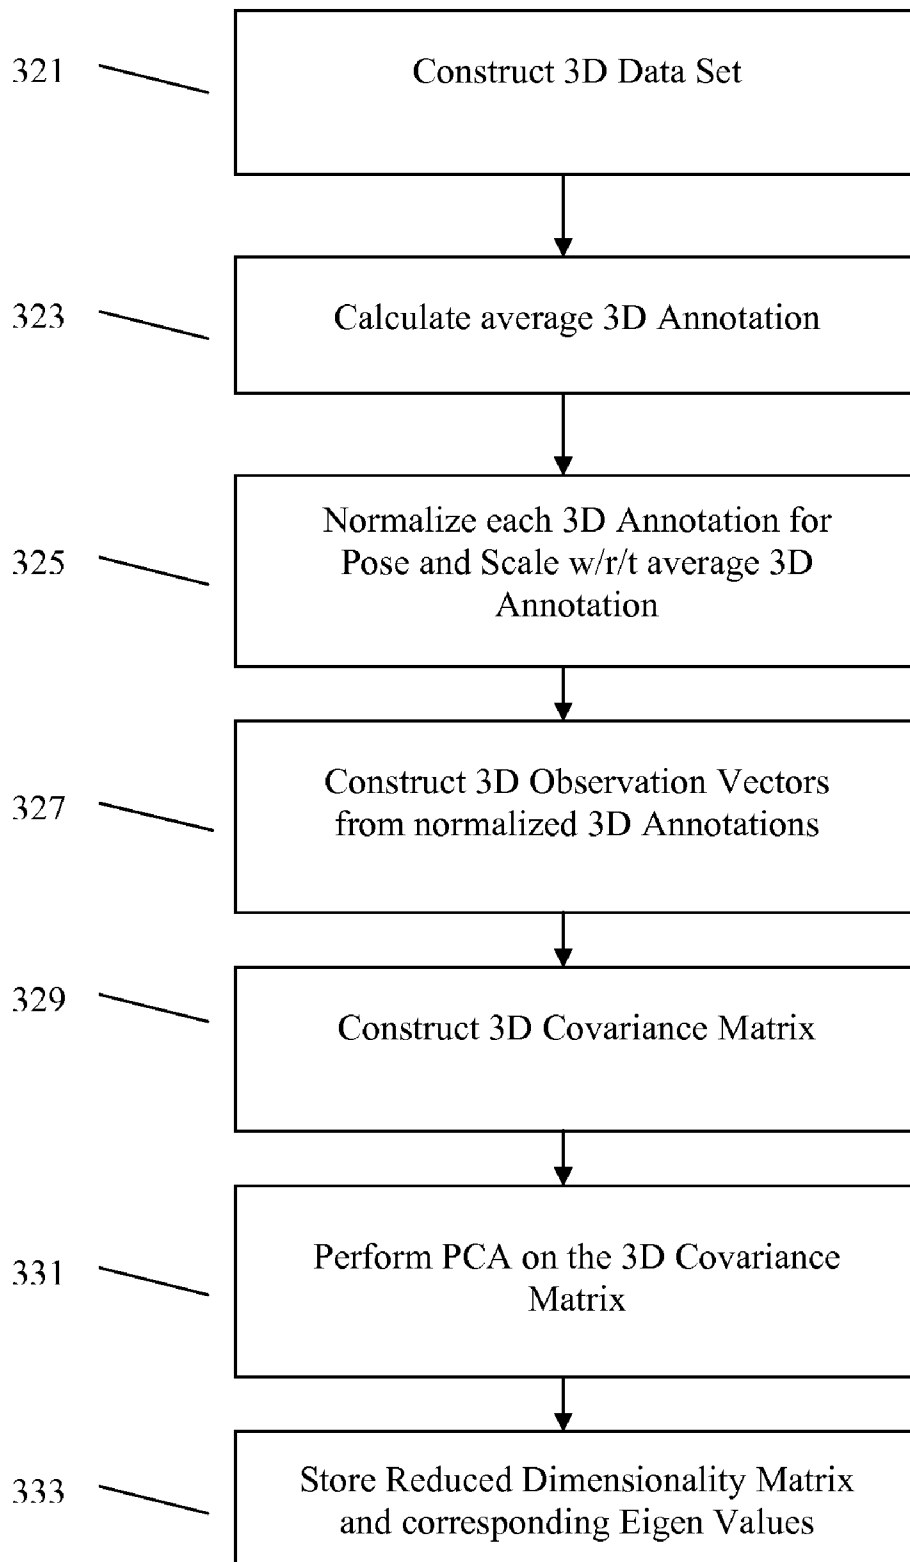 321
Construct 3D Data Set
323
Calculate average 3D Annotation
325
Normalize each 3D Annotation for
Pose and Scale w/r/t average 3D
Annotation
327
Construct 3D Observation Vectors
from normalized 3D Annotations
329
Construct 3D Covariance Matrix
331
Perform PCA on the 3D Covariance
Matrix
333
Store Reduced Dimensionality Matrix
and corresponding Eigen Values